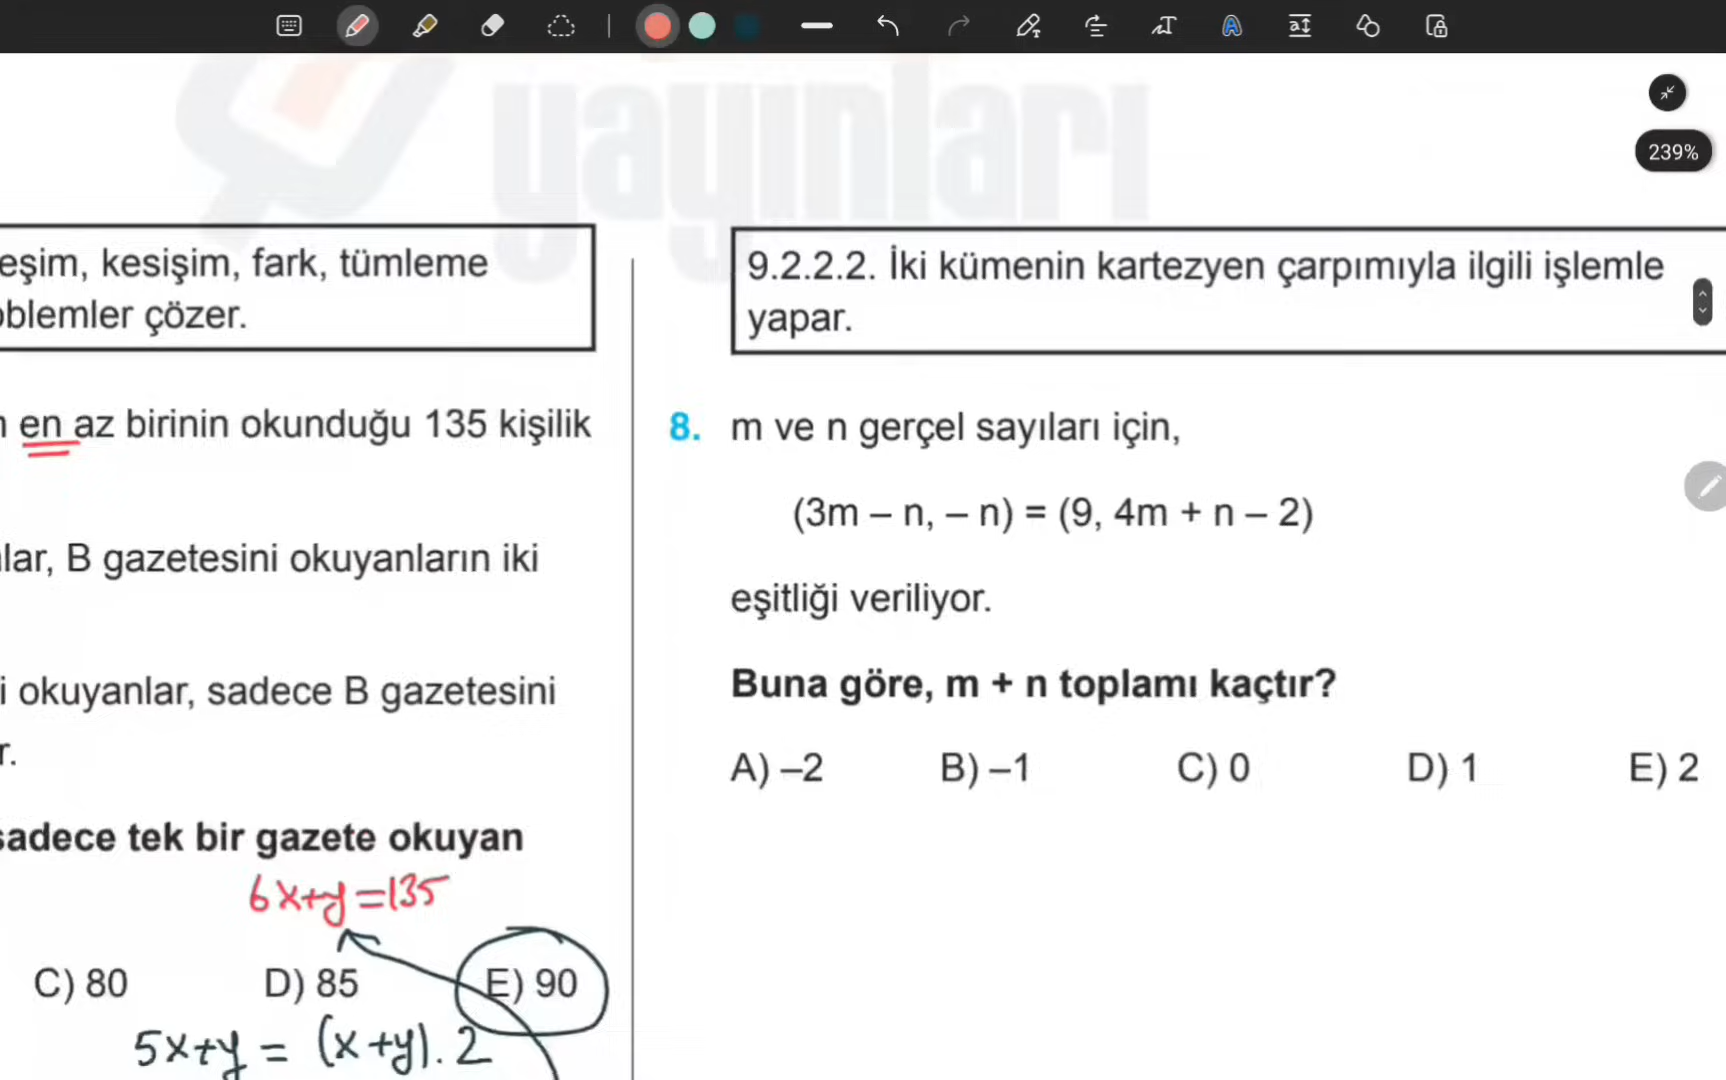 239%
yayınları
eşim, kesişim, fark, tümleme
oblemler çözer.
en az birinin okunduğu 135 kişilik
lar, B gazetesini okuyanların iki
i okuyanlar, sadece B gazetesini
r.
sadece tek bir gazete okuyan
6x+y=135
C) 80 D) 85 E) 90
5x+y = (x+y).2
9.2.2.2. İki kümenin kartezyen çarpımıyla ilgili işlemle
yapar.
8. m ve n gerçel sayıları için,
(3m – n, – n) = (9, 4m + n – 2)
eşitliği veriliyor.
Buna göre, m + n toplamı kaçtır?
A) –2 B) –1 C) 0 D) 1 E) 2